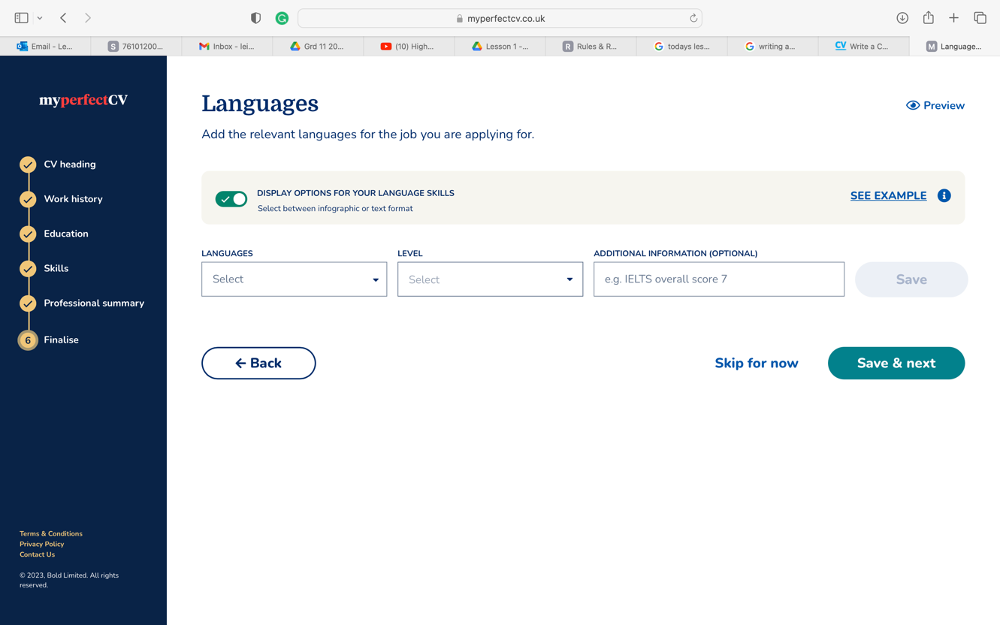 myperfectcv.co.uk
Email - Le...
S 76101200...
Inbox - lei...
Grd 11 20...
(10) High...
Lesson 1 -...
R Rules & R...
todays les...
writing a...
CV Write a C...
M Language...
myperfectCV
CV heading
Work history
Education
Skills
Professional summary
6 Finalise
Terms & Conditions
Privacy Policy
Contact Us
© 2023, Bold Limited. All rights
reserved.
Languages
Preview
Add the relevant languages for the job you are applying for.
DISPLAY OPTIONS FOR YOUR LANGUAGE SKILLS
Select between infographic or text format
SEE EXAMPLE
LANGUAGES
Select
LEVEL
Select
ADDITIONAL INFORMATION (OPTIONAL)
e.g. IELTS overall score 7
Save
Back
Skip for now
Save & next